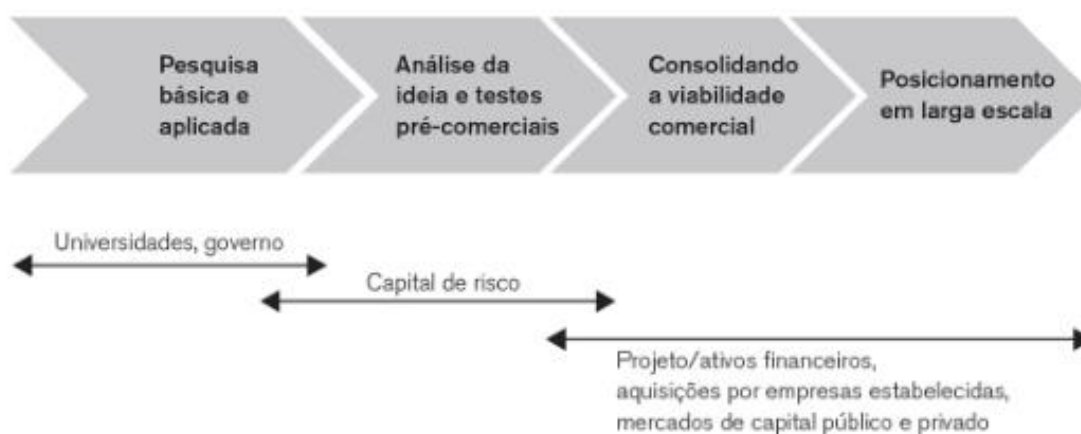 Pesquisa
básica e
aplicada
Análise da
ideia e testes
pré-comerciais
Consolidando
a viabilidade
comercial
Posicionamento
em larga escala
Universidades, governo
Capital de risco
Projeto/ativos financeiros,
aquisições por empresas estabelecidas,
mercados de capital público e privado